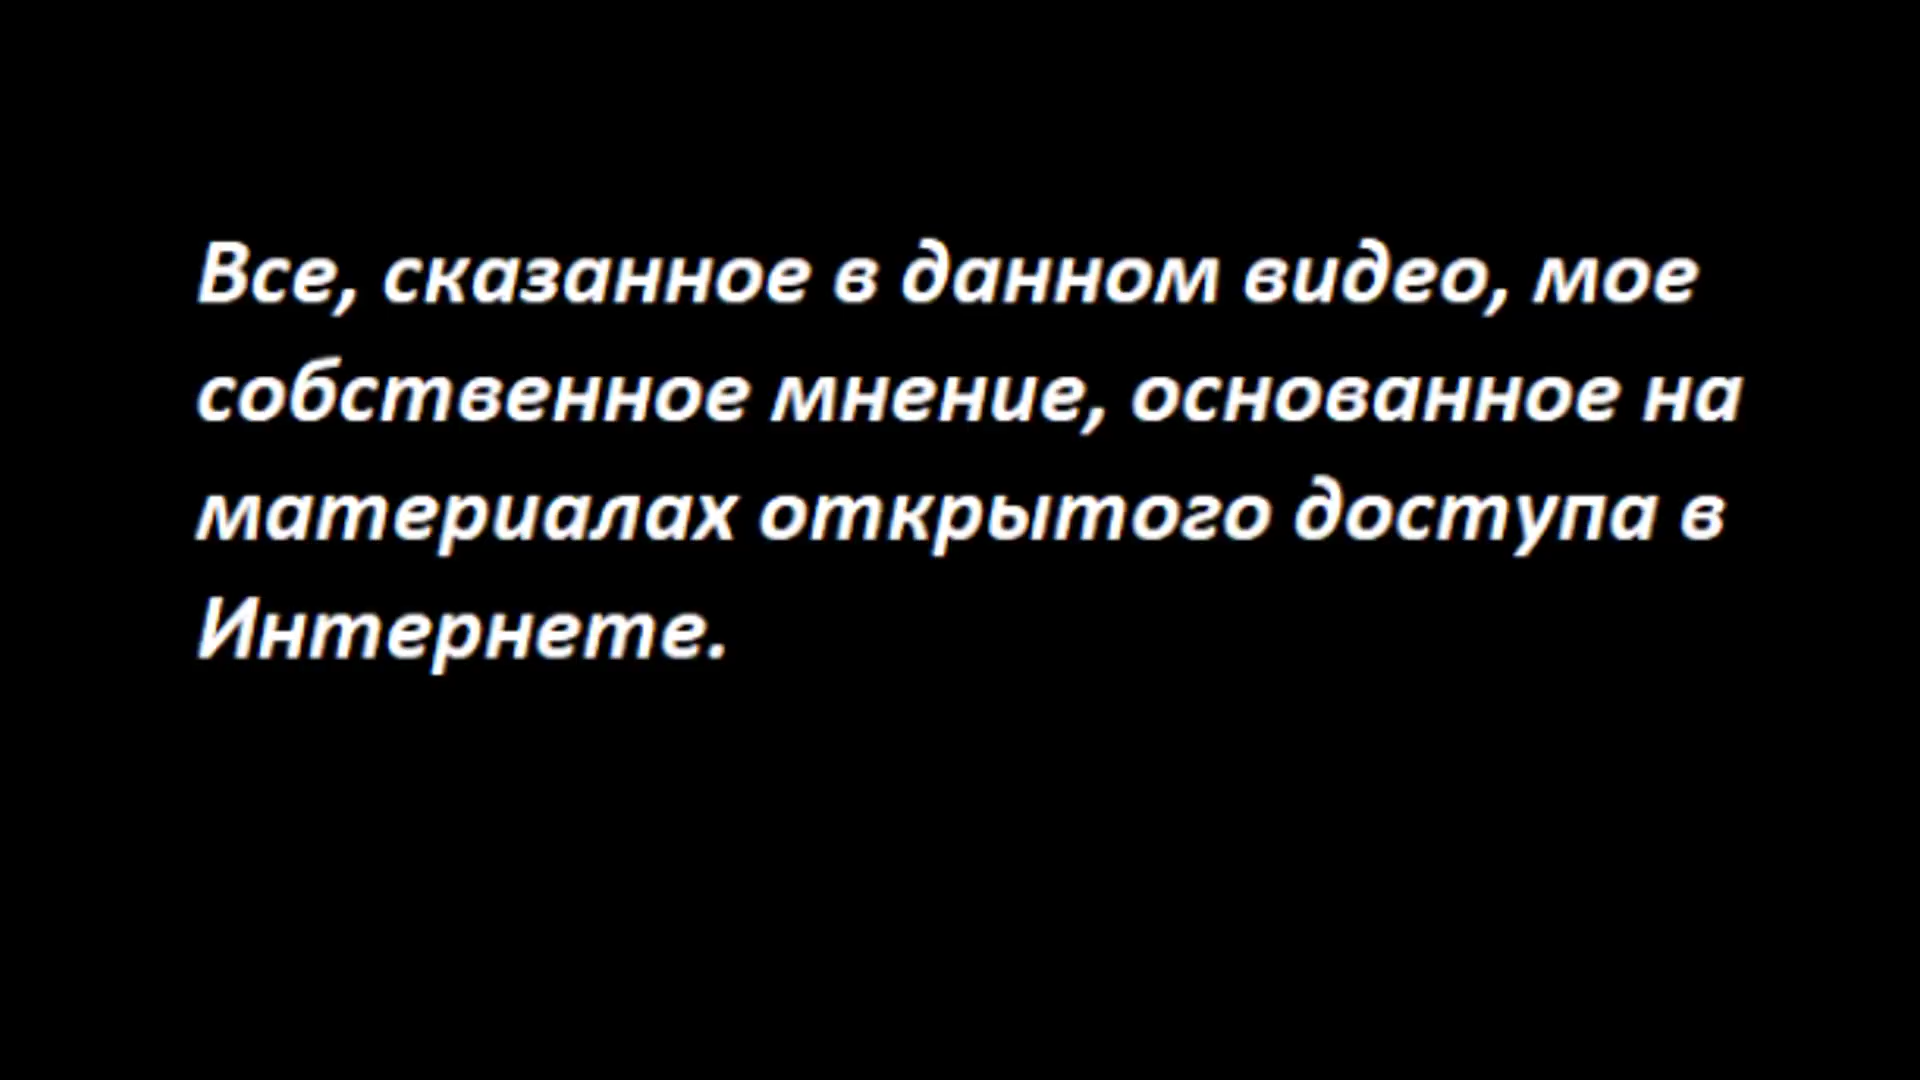 Все, сказанное в данном видео, мое
собственное мнение, основанное на
материалах открытого доступа в
Интернете.